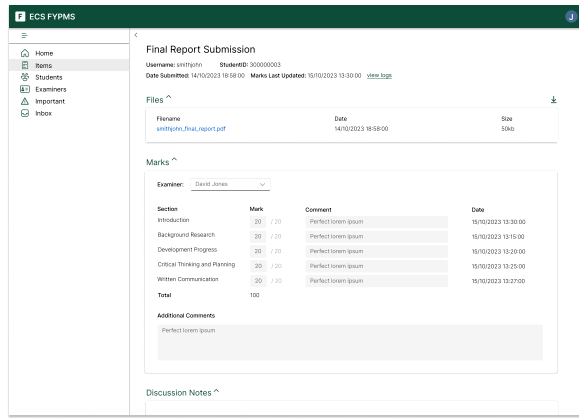 F ECS FYPMS
J
Home
Items
Students
Examiners
Important
Inbox
Final Report Submission
Username: smithjohn StudentID: 300000003
Date Submitted: 14/10/2023 18:58:00 Marks Last Updated: 15/10/2023 13:30:00 view logs
Files
Filename Date Size
smithjohn_final_report.pdf 14/10/2023 18:58:00 50kb
Marks
Examiner: David Jones
Section Mark Comment Date
Introduction 20 / 20 Perfect lorem ipsum 15/10/2023 13:30:00
Background Research 20 / 20 Perfect lorem ipsum 15/10/2023 13:15:00
Development Progress 20 / 20 Perfect lorem ipsum 15/10/2023 13:20:00
Critical Thinking and Planning 20 / 20 Perfect lorem ipsum 15/10/2023 13:25:00
Written Communication 20 / 20 Perfect lorem ipsum 15/10/2023 13:27:00
Total 100
Additional Comments
Perfect lorem ipsum
Discussion Notes